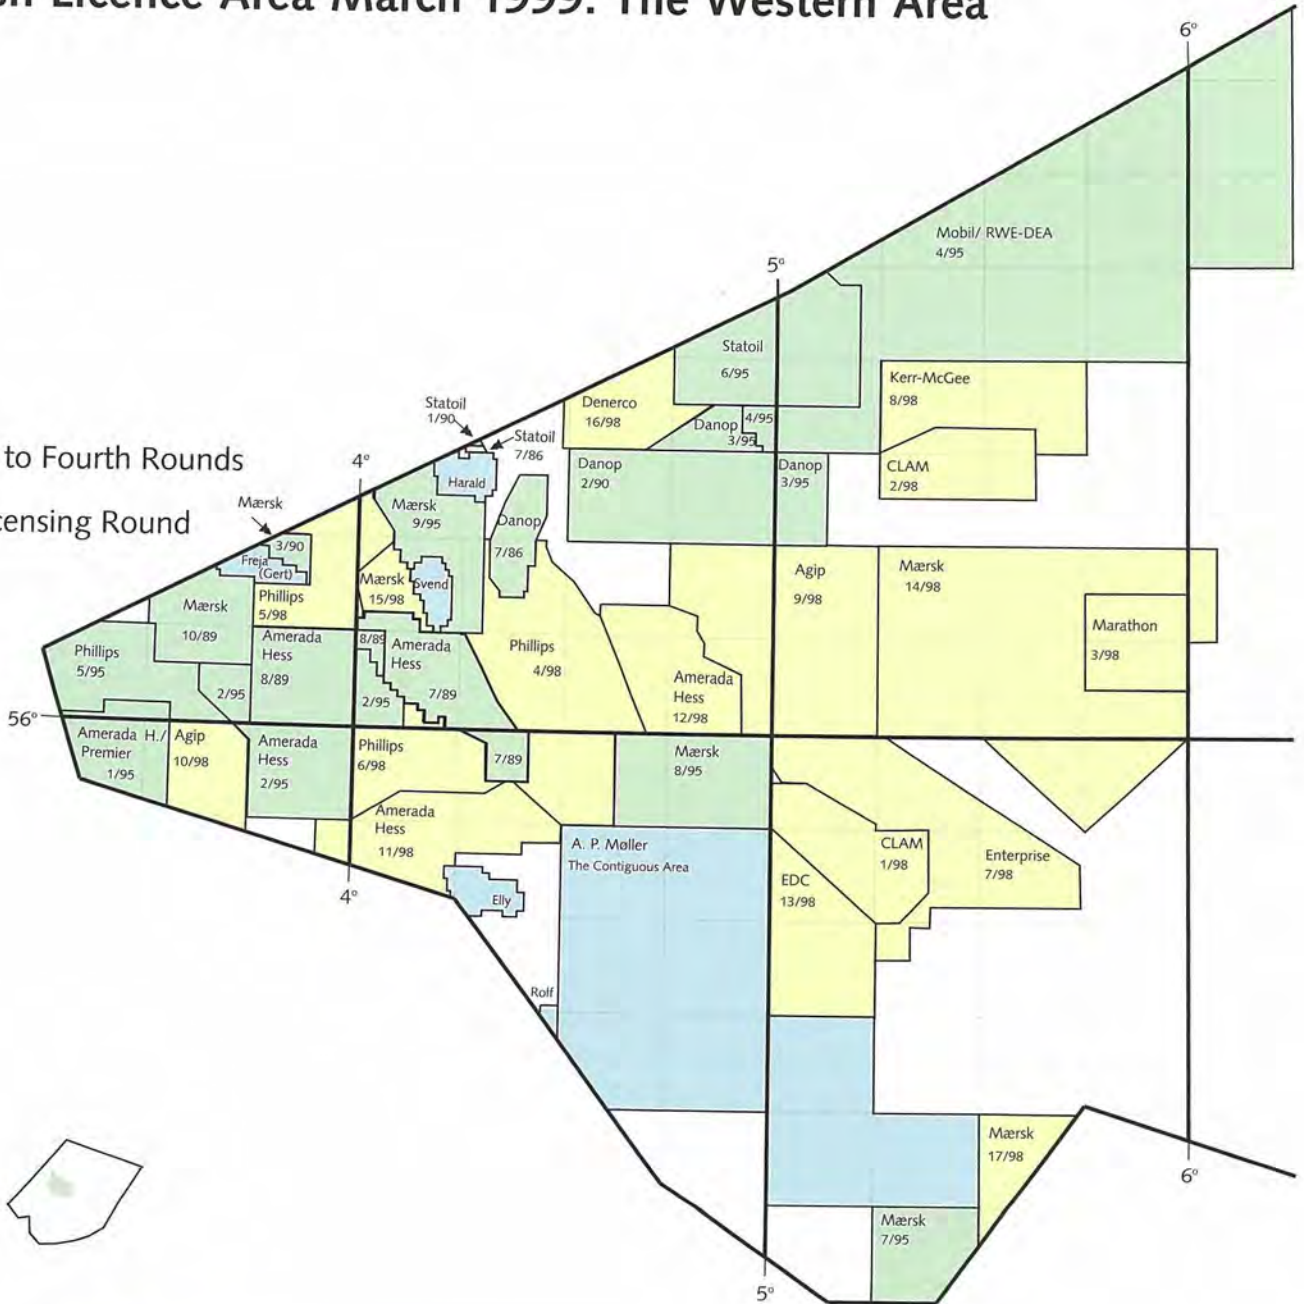 Licence Area March 1999: The Western Area
6°
Mobil/ RWE-DEA
4/95
5°
Statoil
6/95
Kerr-McGee
8/98
Statoil
1/90
Denerco
16/98
4/95
Danop
3/95
Statoil
7/86
to Fourth Rounds
4°
Harald
Danop
2/90
Danop
3/95
CLAM
2/98
Mærsk
Mærsk
9/95
Danop
7/86
3/90
Freja
(Gert)
Mærsk
15/98
Svend
Agip
9/98
Mærsk
14/98
Phillips
5/98
Mærsk
10/89
Marathon
3/98
Amerada
Hess
8/89
8/89
Amerada
Hess
7/89
Phillips
4/98
Phillips
5/95
2/95
2/95
Amerada
Hess
12/98
56°
Amerada H./
Premier
1/95
Agip
10/98
Amerada
Hess
2/95
Phillips
6/98
7/89
Mærsk
8/95
Amerada
Hess
11/98
A. P. Møller
The Contiguous Area
CLAM
1/98
Enterprise
7/98
EDC
13/98
4°
Elly
Rolf
Mærsk
17/98
6°
Mærsk
7/95
5°